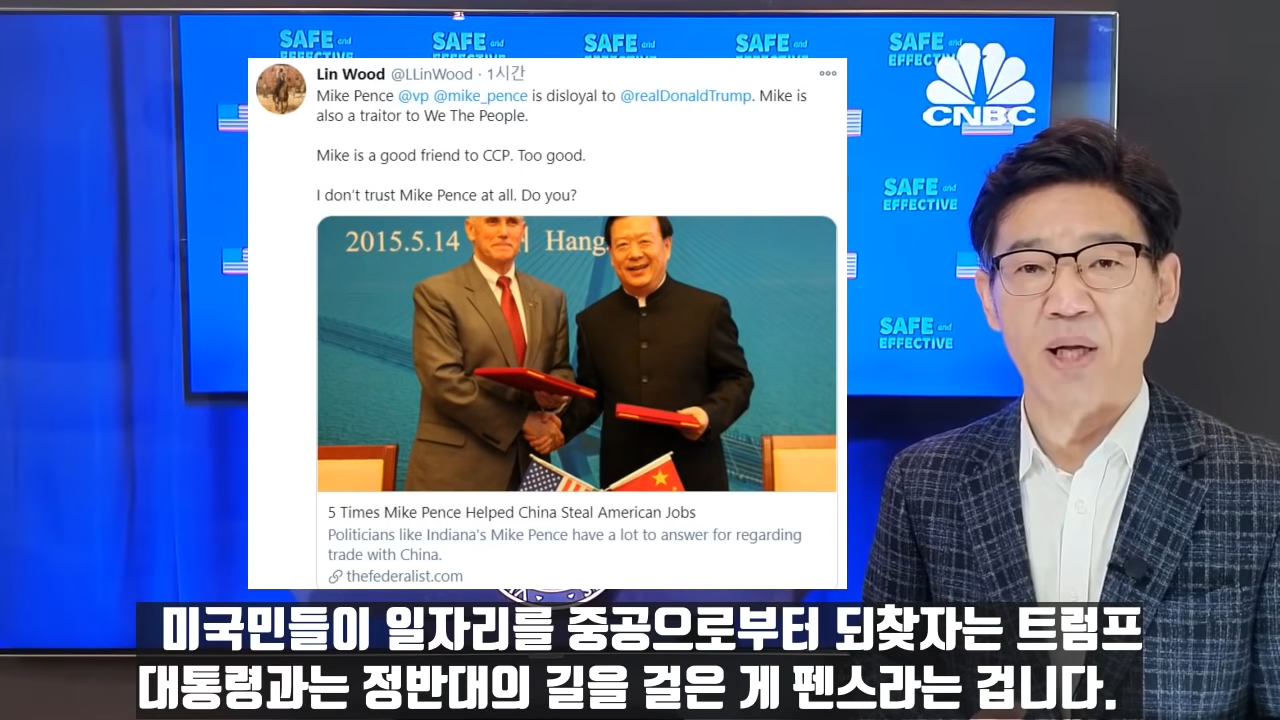 SAFE and SAFE and SAFE and SAFE and SAFE and
EFFECTIVE
CNBC
SAFE and
EFFECTIVE
SAFE and
EFFECTIVE
Lin Wood @LLinWood · 1시간
Mike Pence @vp @mike_pence is disloyal to @realDonaldTrump. Mike is
also a traitor to We The People.
Mike is a good friend to CCP. Too good.
I don't trust Mike Pence at all. Do you?
2015.5.14 Hang
5 Times Mike Pence Helped China Steal American Jobs
Politicians like Indiana's Mike Pence have a lot to answer for regarding
trade with China.
thefederalist.com
미국민들이 일자리를 중공으로부터 되찾자는 트럼프
대통령과는 정반대의 길을 걸은 게 펜스라는 겁니다.